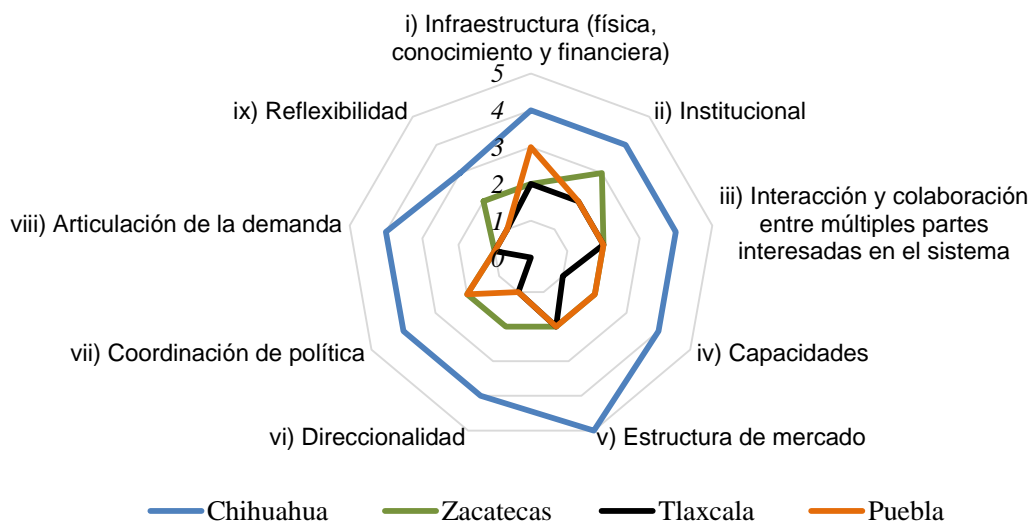 i) Infraestructura (física,
conocimiento y financiera)
5
4
3
2
1
0
ii) Institucional
iii) Interacción y colaboración
entre múltiples partes
interesadas en el sistema
iv) Capacidades
v) Estructura de mercado
vi) Direccionalidad
vii) Coordinación de política
viii) Articulación de la demanda
ix) Reflexibilidad
Chihuahua
Zacatecas
Tlaxcala
Puebla